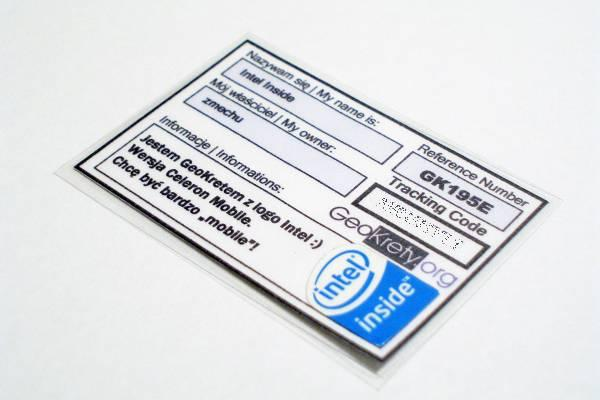 Nazywam się | My name is:
Intel Inside
Mój właściciel | My owner:
zmechu
Informacje | Informations:
Jestem GeoKretem z logo Intel :)
Wersja Celeron Mobile.
Chcę być bardzo „mobile"!
Reference Number
GK195E
Tracking Code
GeoKrety.org
intel
inside™